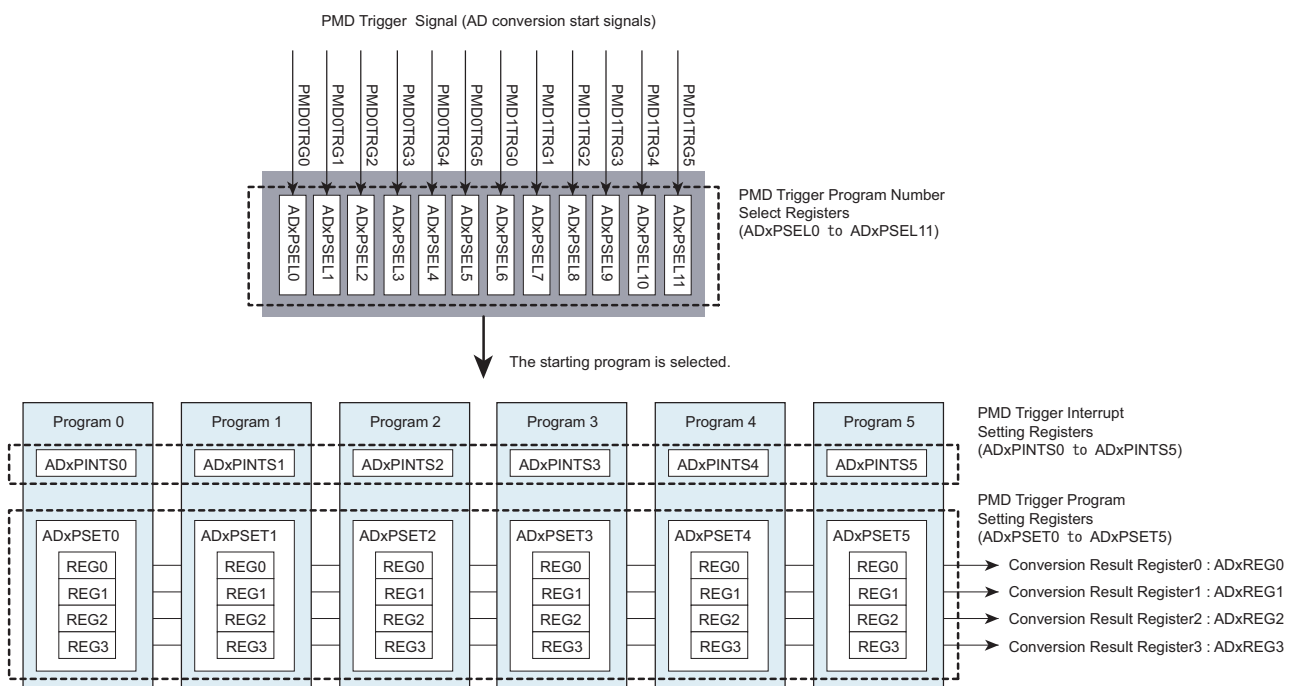 PMD Trigger Signal (AD conversion start signals)
PMD0TRG0
PMD0TRG1
PMD0TRG2
PMD0TRG3
PMD0TRG4
PMD0TRG5
PMD1TRG0
PMD1TRG1
PMD1TRG2
PMD1TRG3
PMD1TRG4
PMD1TRG5
ADxPSEL0
ADxPSEL1
ADxPSEL2
ADxPSEL3
ADxPSEL4
ADxPSEL5
ADxPSEL6
ADxPSEL7
ADxPSEL8
ADxPSEL9
ADxPSEL10
ADxPSEL11
PMD Trigger Program Number
Select Registers
(ADxPSEL0 to ADxPSEL11)
The starting program is selected.
Program 0
Program 1
Program 2
Program 3
Program 4
Program 5
PMD Trigger Interrupt
Setting Registers
(ADxPINTS0 to ADxPINTS5)
ADxPINTS0
ADxPINTS1
ADxPINTS2
ADxPINTS3
ADxPINTS4
ADxPINTS5
PMD Trigger Program
Setting Registers
(ADxPSET0 to ADxPSET5)
ADxPSET0
ADxPSET1
ADxPSET2
ADxPSET3
ADxPSET4
ADxPSET5
REG0
REG0
REG0
REG0
REG0
REG0
Conversion Result Register0 : ADxREG0
REG1
REG1
REG1
REG1
REG1
REG1
Conversion Result Register1 : ADxREG1
REG2
REG2
REG2
REG2
REG2
REG2
Conversion Result Register2 : ADxREG2
REG3
REG3
REG3
REG3
REG3
REG3
Conversion Result Register3 : ADxREG3